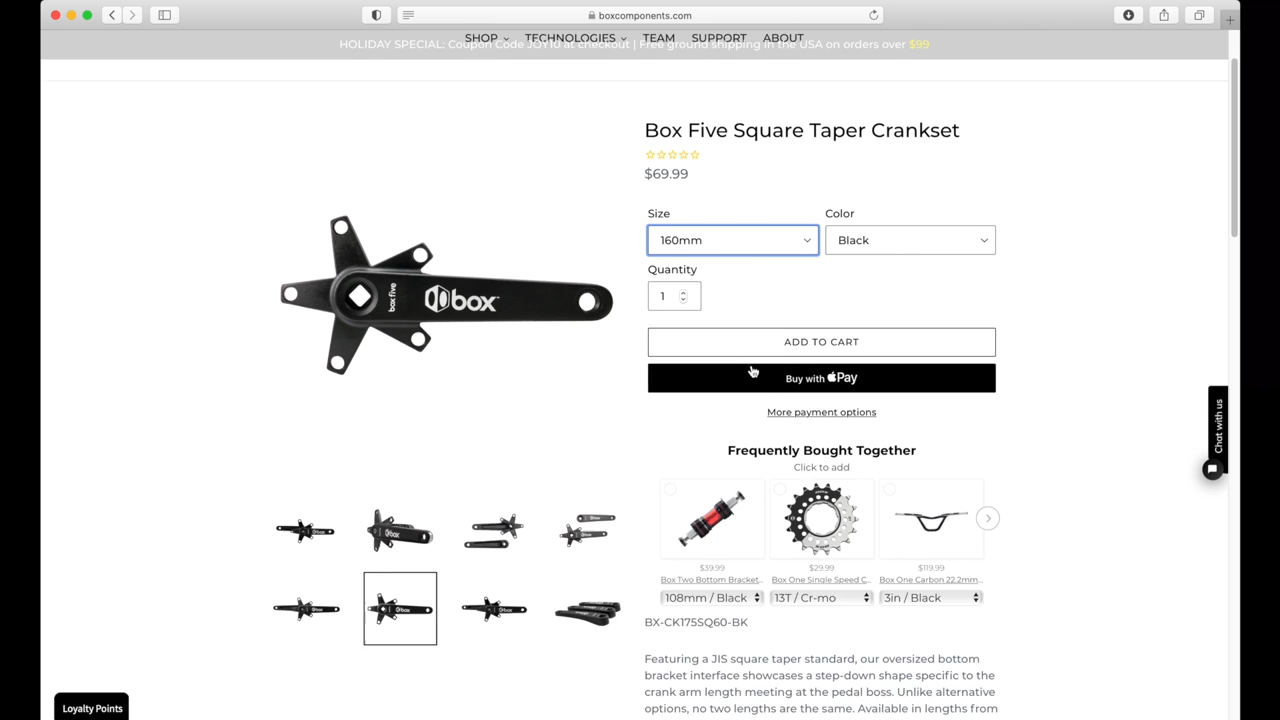 boxcomponents.com
SHOP TECHNOLOGIES TEAM SUPPORT ABOUT
HOLIDAY SPECIAL: Coupon Code JOY10 at checkout | Free ground shipping in the USA on orders over $99
Box Five Square Taper Crankset
$69.99
Size
Color
160mm
Black
Quantity
1
ADD TO CART
Buy with Pay
More payment options
Frequently Bought Together
Click to add
$39.99
$29.99
$119.99
Box Two Bottom Bracket...
Box One Single Speed C...
Box One Carbon 22.2mm...
108mm / Black
13T / Cr-mo
3in / Black
BX-CK175SQ60-BK
Featuring a JIS square taper standard, our oversized bottom
bracket interface showcases a step-down shape specific to the
crank arm length meeting at the pedal boss. Unlike alternative
options, no two lengths are the same. Available in lengths from
box five
box
Chat with us
Loyalty Points